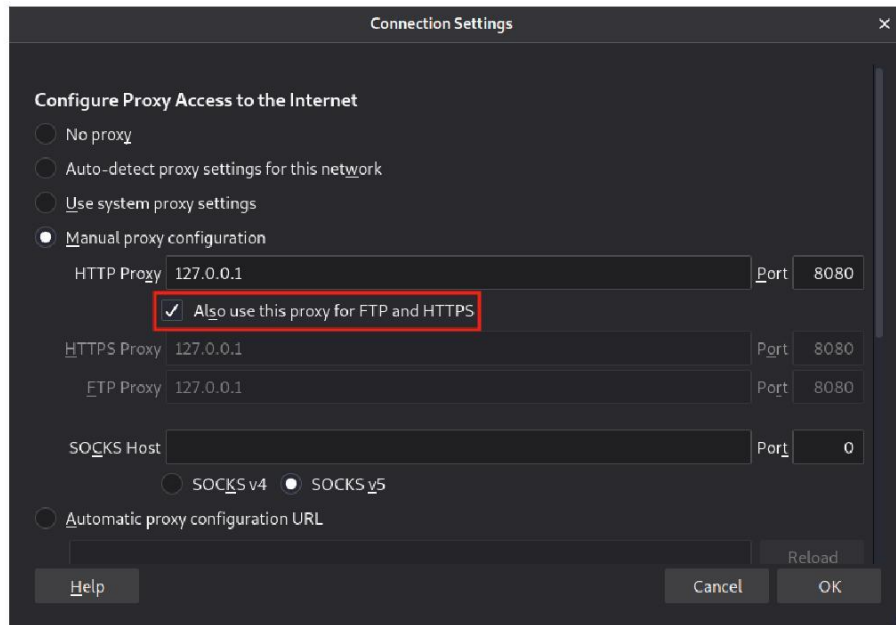 Connection Settings ×
Configure Proxy Access to the Internet
No proxy
Auto-detect proxy settings for this network
Use system proxy settings
Manual proxy configuration
HTTP Proxy 127.0.0.1 Port 8080
Also use this proxy for FTP and HTTPS
HTTPS Proxy 127.0.0.1 Port 8080
FTP Proxy 127.0.0.1 Port 8080
SOCKS Host Port 0
SOCKS v4 SOCKS v5
Automatic proxy configuration URL
Reload
Help Cancel OK